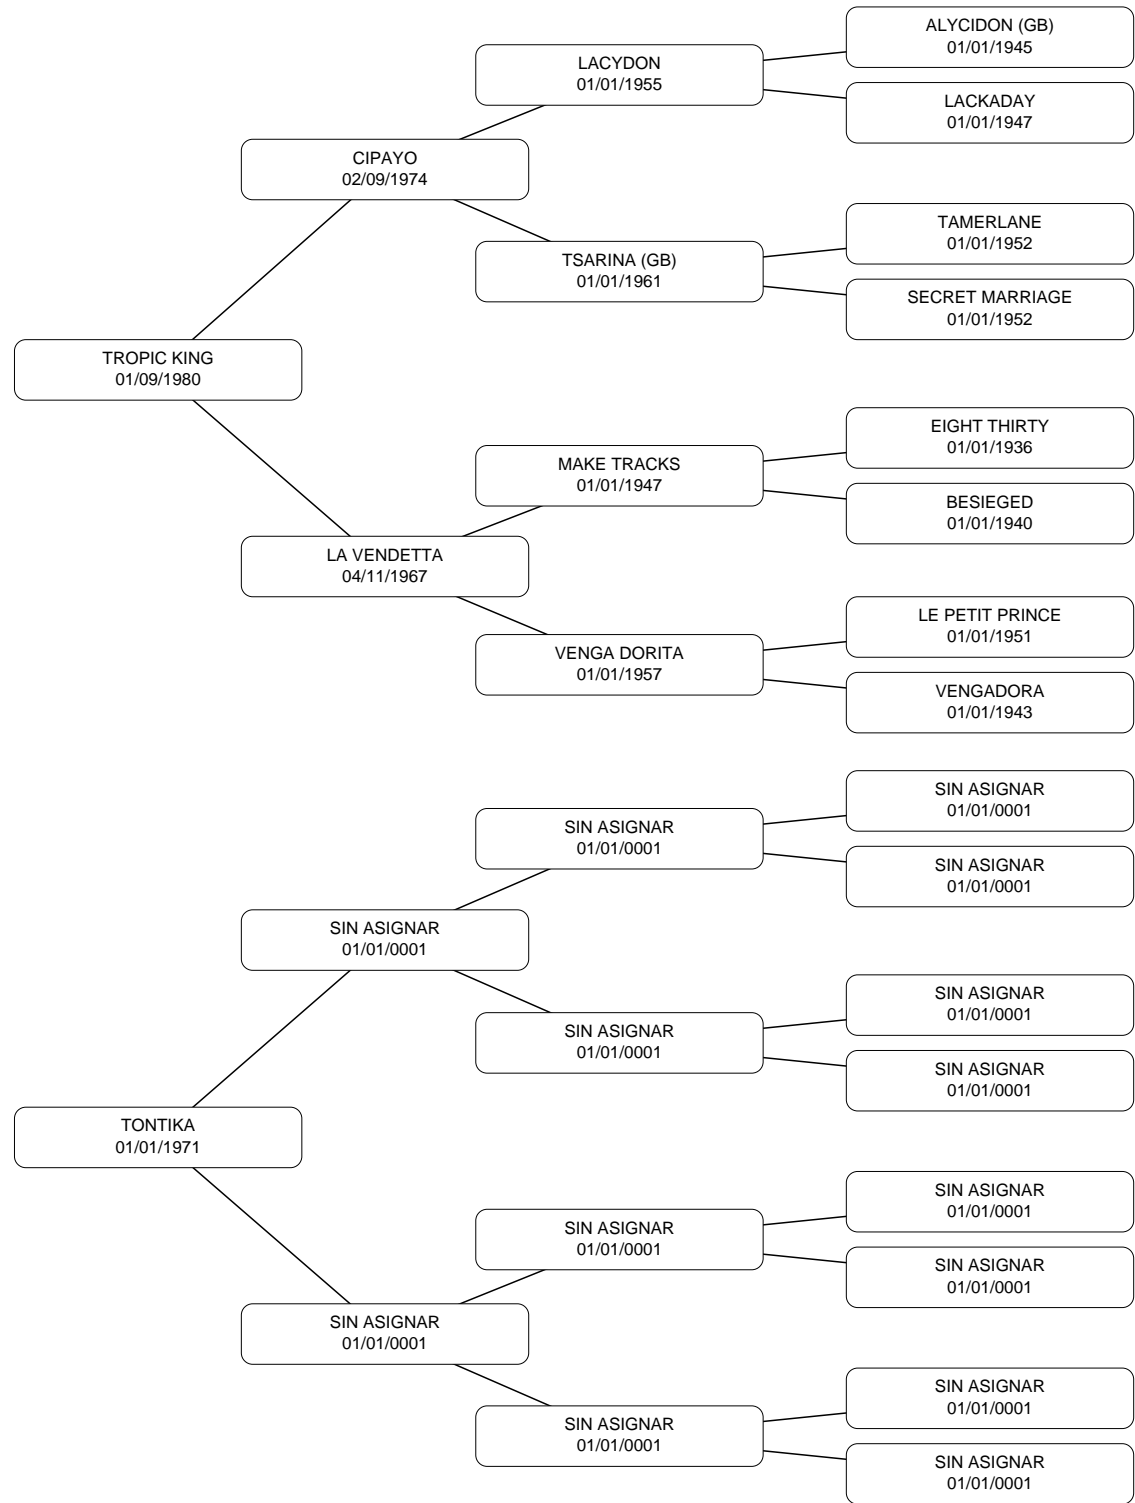 ALYCIDON (GB)
01/01/1945
LACYDON
01/01/1955
LACKADAY
01/01/1947
CIPAYO
02/09/1974
TAMERLANE
01/01/1952
TSARINA (GB)
01/01/1961
SECRET MARRIAGE
01/01/1952
TROPIC KING
01/09/1980
EIGHT THIRTY
01/01/1936
MAKE TRACKS
01/01/1947
BESIEGED
01/01/1940
LA VENDETTA
04/11/1967
LE PETIT PRINCE
01/01/1951
VENGA DORITA
01/01/1957
VENGADORA
01/01/1943
SIN ASIGNAR
01/01/0001
SIN ASIGNAR
01/01/0001
SIN ASIGNAR
01/01/0001
SIN ASIGNAR
01/01/0001
SIN ASIGNAR
01/01/0001
SIN ASIGNAR
01/01/0001
SIN ASIGNAR
01/01/0001
TONTIKA
01/01/1971
SIN ASIGNAR
01/01/0001
SIN ASIGNAR
01/01/0001
SIN ASIGNAR
01/01/0001
SIN ASIGNAR
01/01/0001
SIN ASIGNAR
01/01/0001
SIN ASIGNAR
01/01/0001
SIN ASIGNAR
01/01/0001